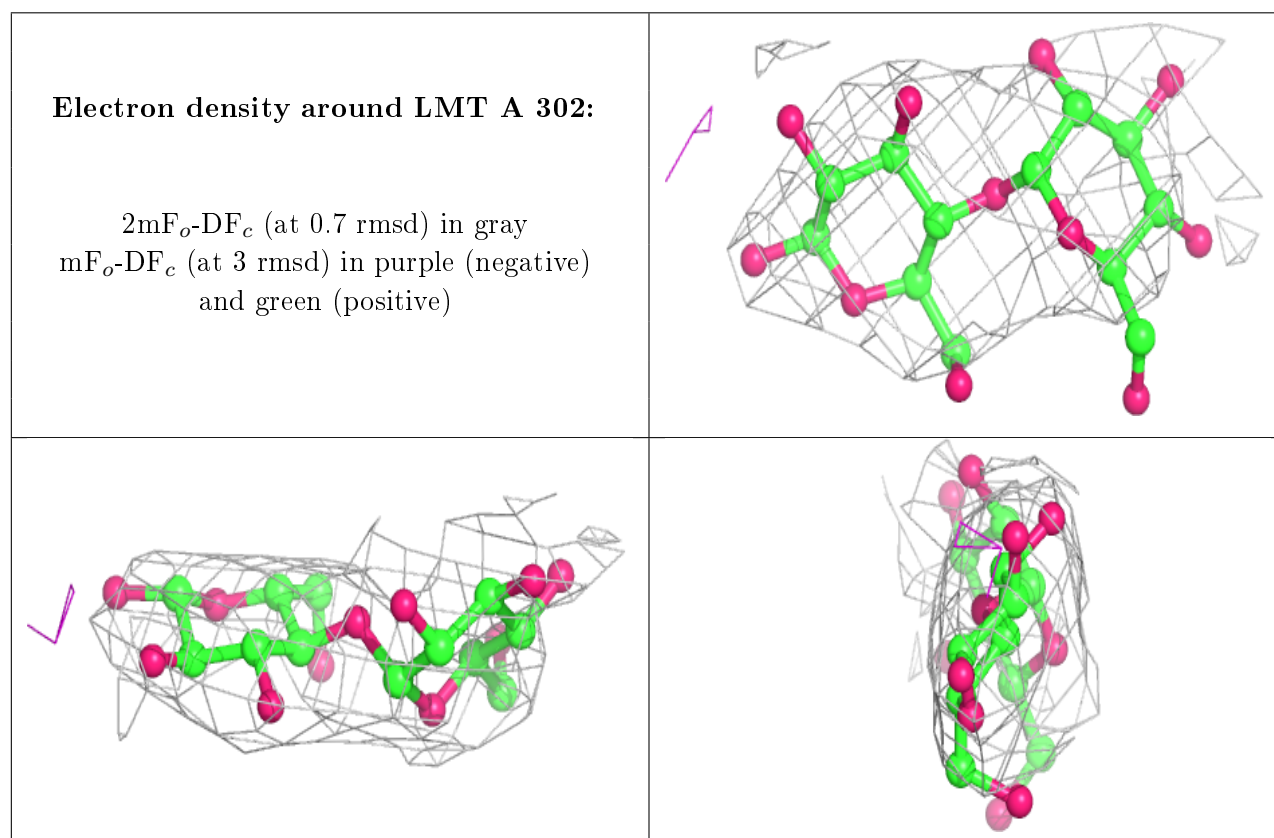 Electron density around LMT A 302:
2mFₒ-DF𝒸 (at 0.7 rmsd) in gray
mFₒ-DF𝒸 (at 3 rmsd) in purple (negative)
and green (positive)